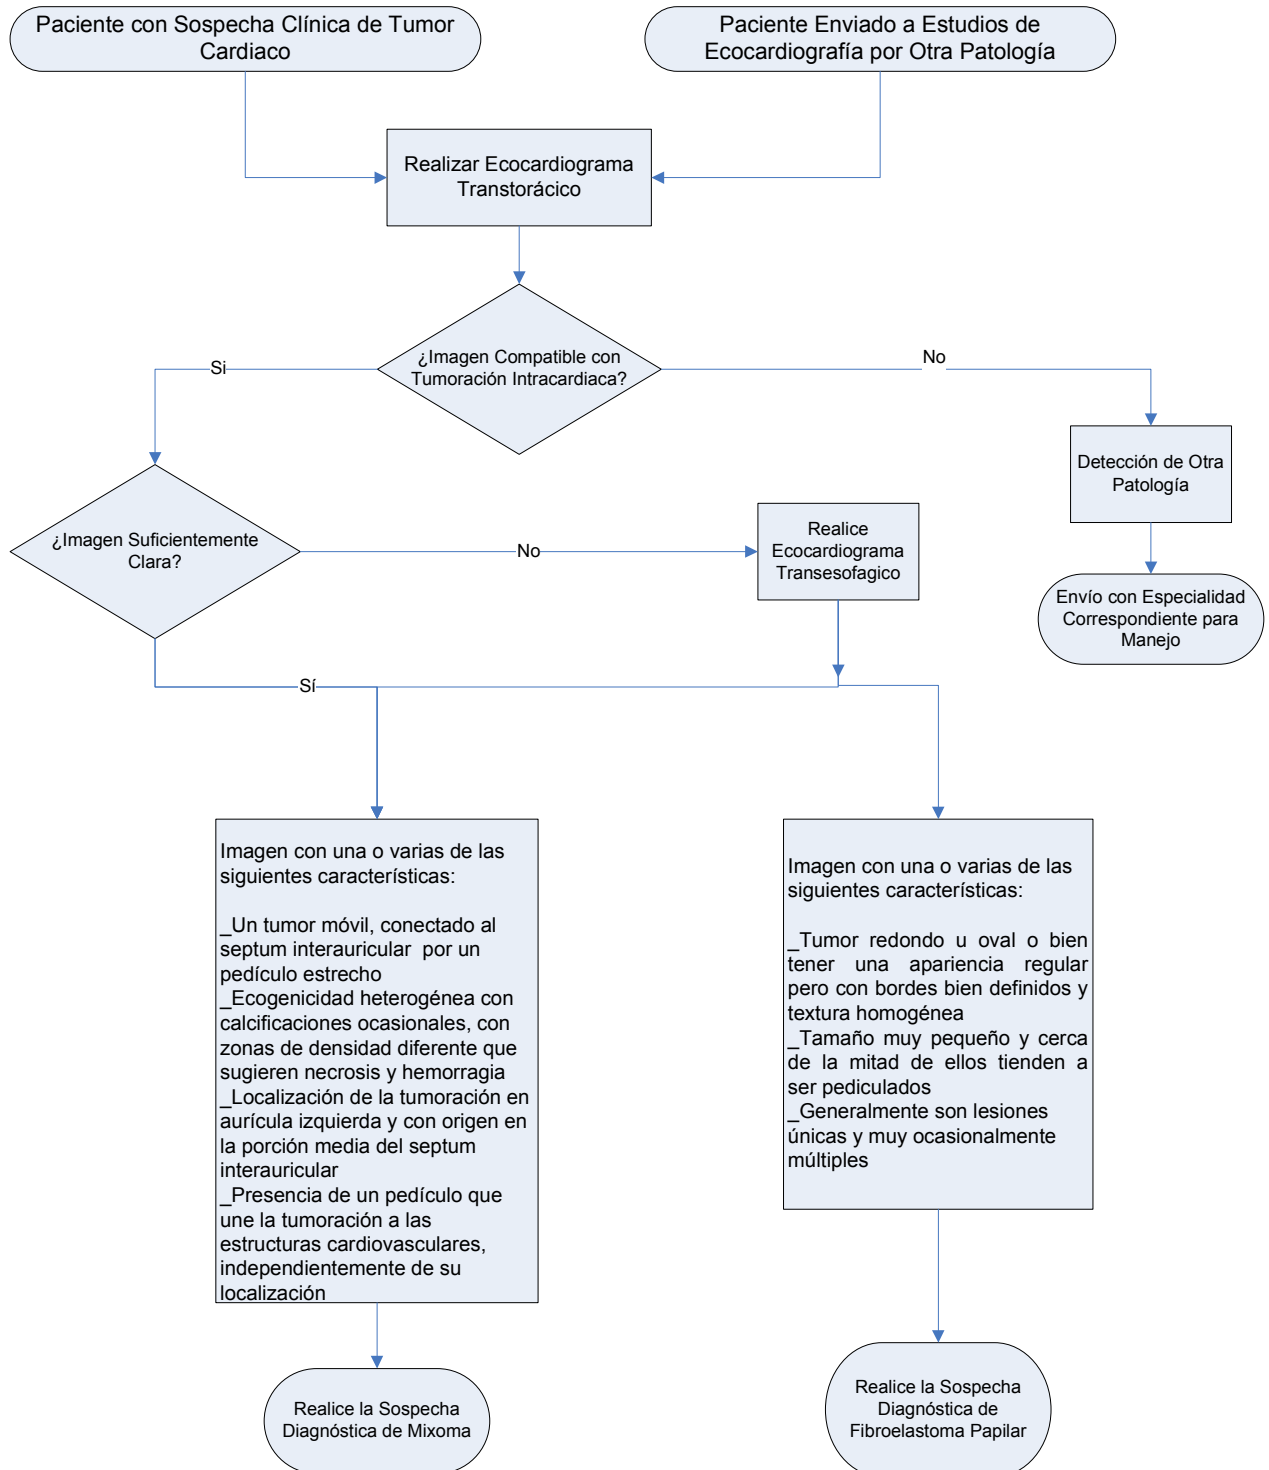 Paciente con Sospecha Clínica de Tumor
Cardiaco
Paciente Enviado a Estudios de
Ecocardiografía por Otra Patología
Realizar Ecocardiograma
Transtorácico
¿Imagen Compatible con
Tumoración Intracardiaca?
Si
No
Detección de Otra
Patología
¿Imagen Suficientemente
Clara?
No
Realice
Ecocardiograma
Transesofagico
Envío con Especialidad
Correspondiente para
Manejo
Sí
Imagen con una o varias de las
siguientes características:
_Un tumor móvil, conectado al
septum interauricular por un
pedículo estrecho
_Ecogenicidad heterogénea con
calcificaciones ocasionales, con
zonas de densidad diferente que
sugieren necrosis y hemorragia
_Localización de la tumoración en
aurícula izquierda y con origen en
la porción media del septum
interauricular
_Presencia de un pedículo que
une la tumoración a las
estructuras cardiovasculares,
independientemente de su
localización
Imagen con una o varias de las
siguientes características:
_Tumor redondo u oval o bien
tener una apariencia regular
pero con bordes bien definidos y
textura homogénea
_Tamaño muy pequeño y cerca
de la mitad de ellos tienden a
ser pediculados
_Generalmente son lesiones
únicas y muy ocasionalmente
múltiples
Realice la Sospecha
Diagnóstica de Mixoma
Realice la Sospecha
Diagnóstica de
Fibroelastoma Papilar